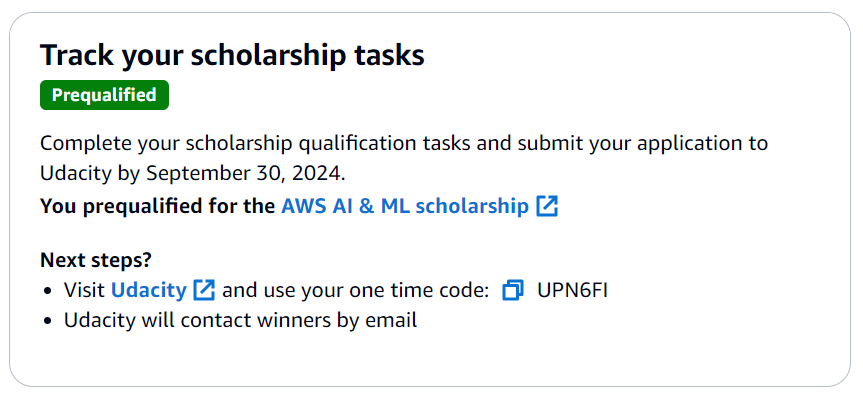 Track your scholarship tasks
Prequalified
Complete your scholarship qualification tasks and submit your application to
Udacity by September 30, 2024.
You prequalified for the AWS AI & ML scholarship
Next steps?
• Visit Udacity and use your one time code: UPN6FI
• Udacity will contact winners by email